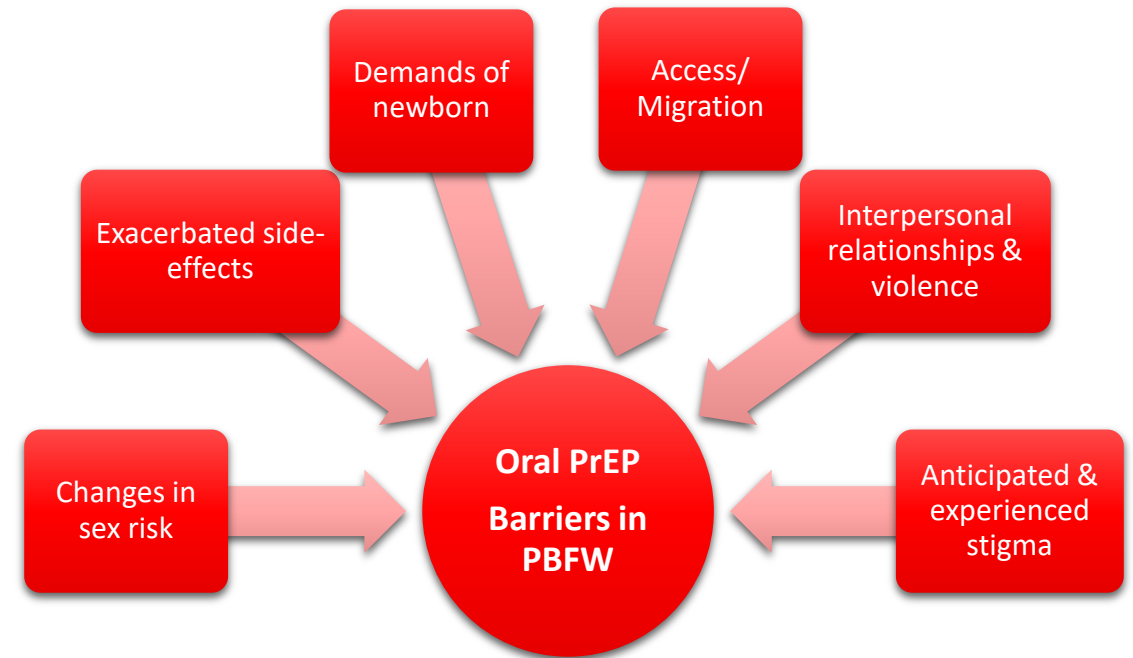 Demands of
newborn
Access/
Migration
Exacerbated side-
effects
Interpersonal
relationships &
violence
Changes in
sex risk
Oral PrEP
Barriers in
PBFW
Anticipated &
experienced
stigma